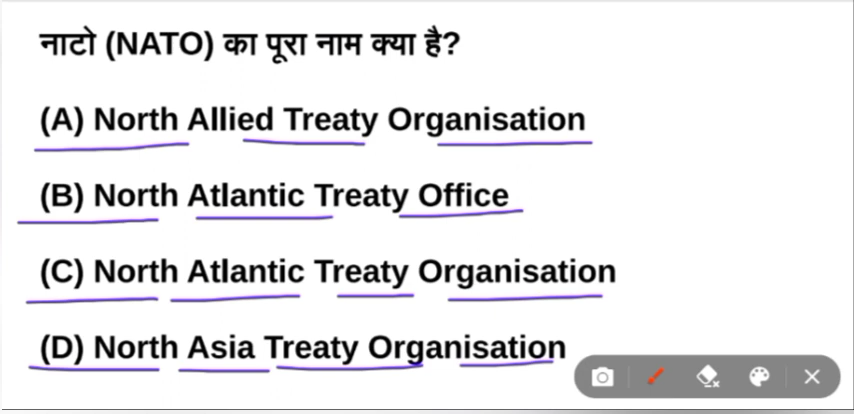 नाटो (NATO) का पूरा नाम क्या है?
(A) North Allied Treaty Organisation
(B) North Atlantic Treaty Office
(C) North Atlantic Treaty Organisation
(D) North Asia Treaty Organisation